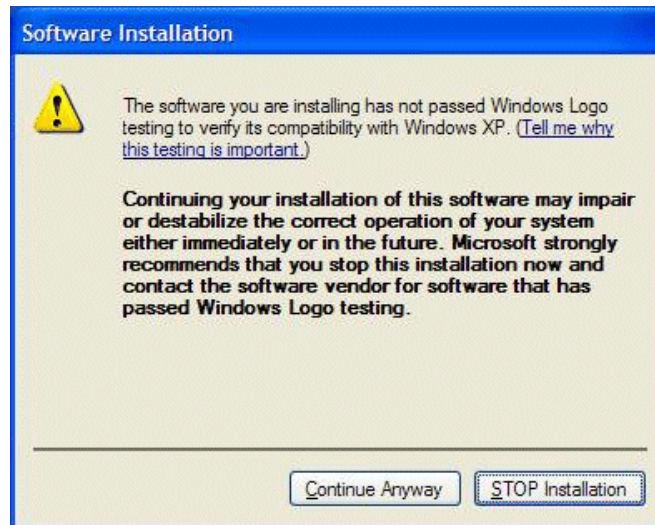 Software Installation
The software you are installing has not passed Windows Logo
testing to verify its compatibility with Windows XP. (Tell me why
this testing is important.)
Continuing your installation of this software may impair
or destabilize the correct operation of your system
either immediately or in the future. Microsoft strongly
recommends that you stop this installation now and
contact the software vendor for software that has
passed Windows Logo testing.
Continue Anyway
STOP Installation